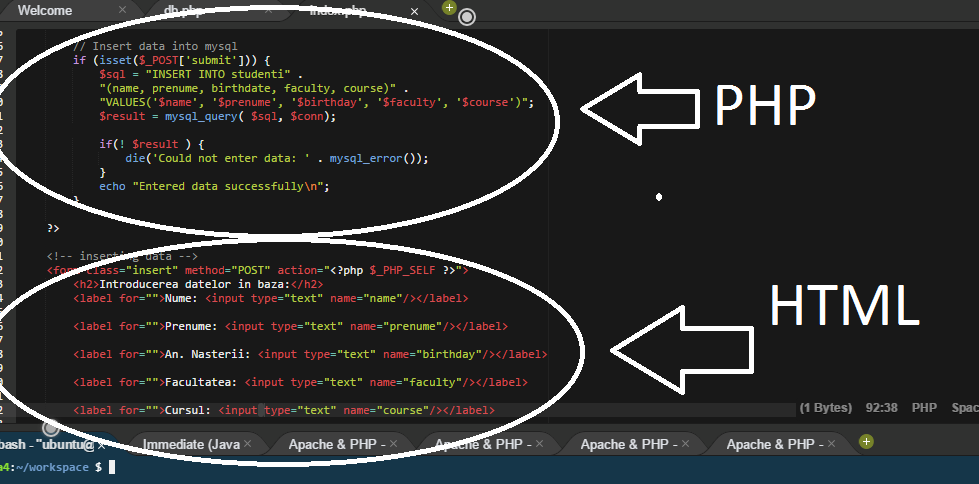 Welcome db.php index.php
// Insert data into mysql
if (isset($_POST['submit'])) {
$sql = "INSERT INTO studenti" .
"(name, prenume, birthdate, faculty, course)" .
"VALUES('$name', '$prenume', '$birthday', '$faculty', '$course')";
$result = mysql_query( $sql, $conn);
if(! $result ) {
die('Could not enter data: ' . mysql_error());
}
echo "Entered data successfully\n";
}
?>
PHP
<!-- inserting data -->
<form class="insert" method="POST" action="<?php $_PHP_SELF ?>">
<h2>Introducerea datelor in baza:</h2>
<label for="">Nume: <input type="text" name="name"/></label>
<label for="">Prenume: <input type="text" name="prenume"/></label>
<label for="">An. Nasterii: <input type="text" name="birthday"/></label>
<label for="">Facultatea: <input type="text" name="faculty"/></label>
<label for="">Cursul: <input type="text" name="course"/></label>
HTML
(1 Bytes) 92:38 PHP Spac
bash - "ubuntu@ Immediate (Java Apache & PHP - Apache & PHP - Apache & PHP - Apache & PHP -
a4:~/workspace $